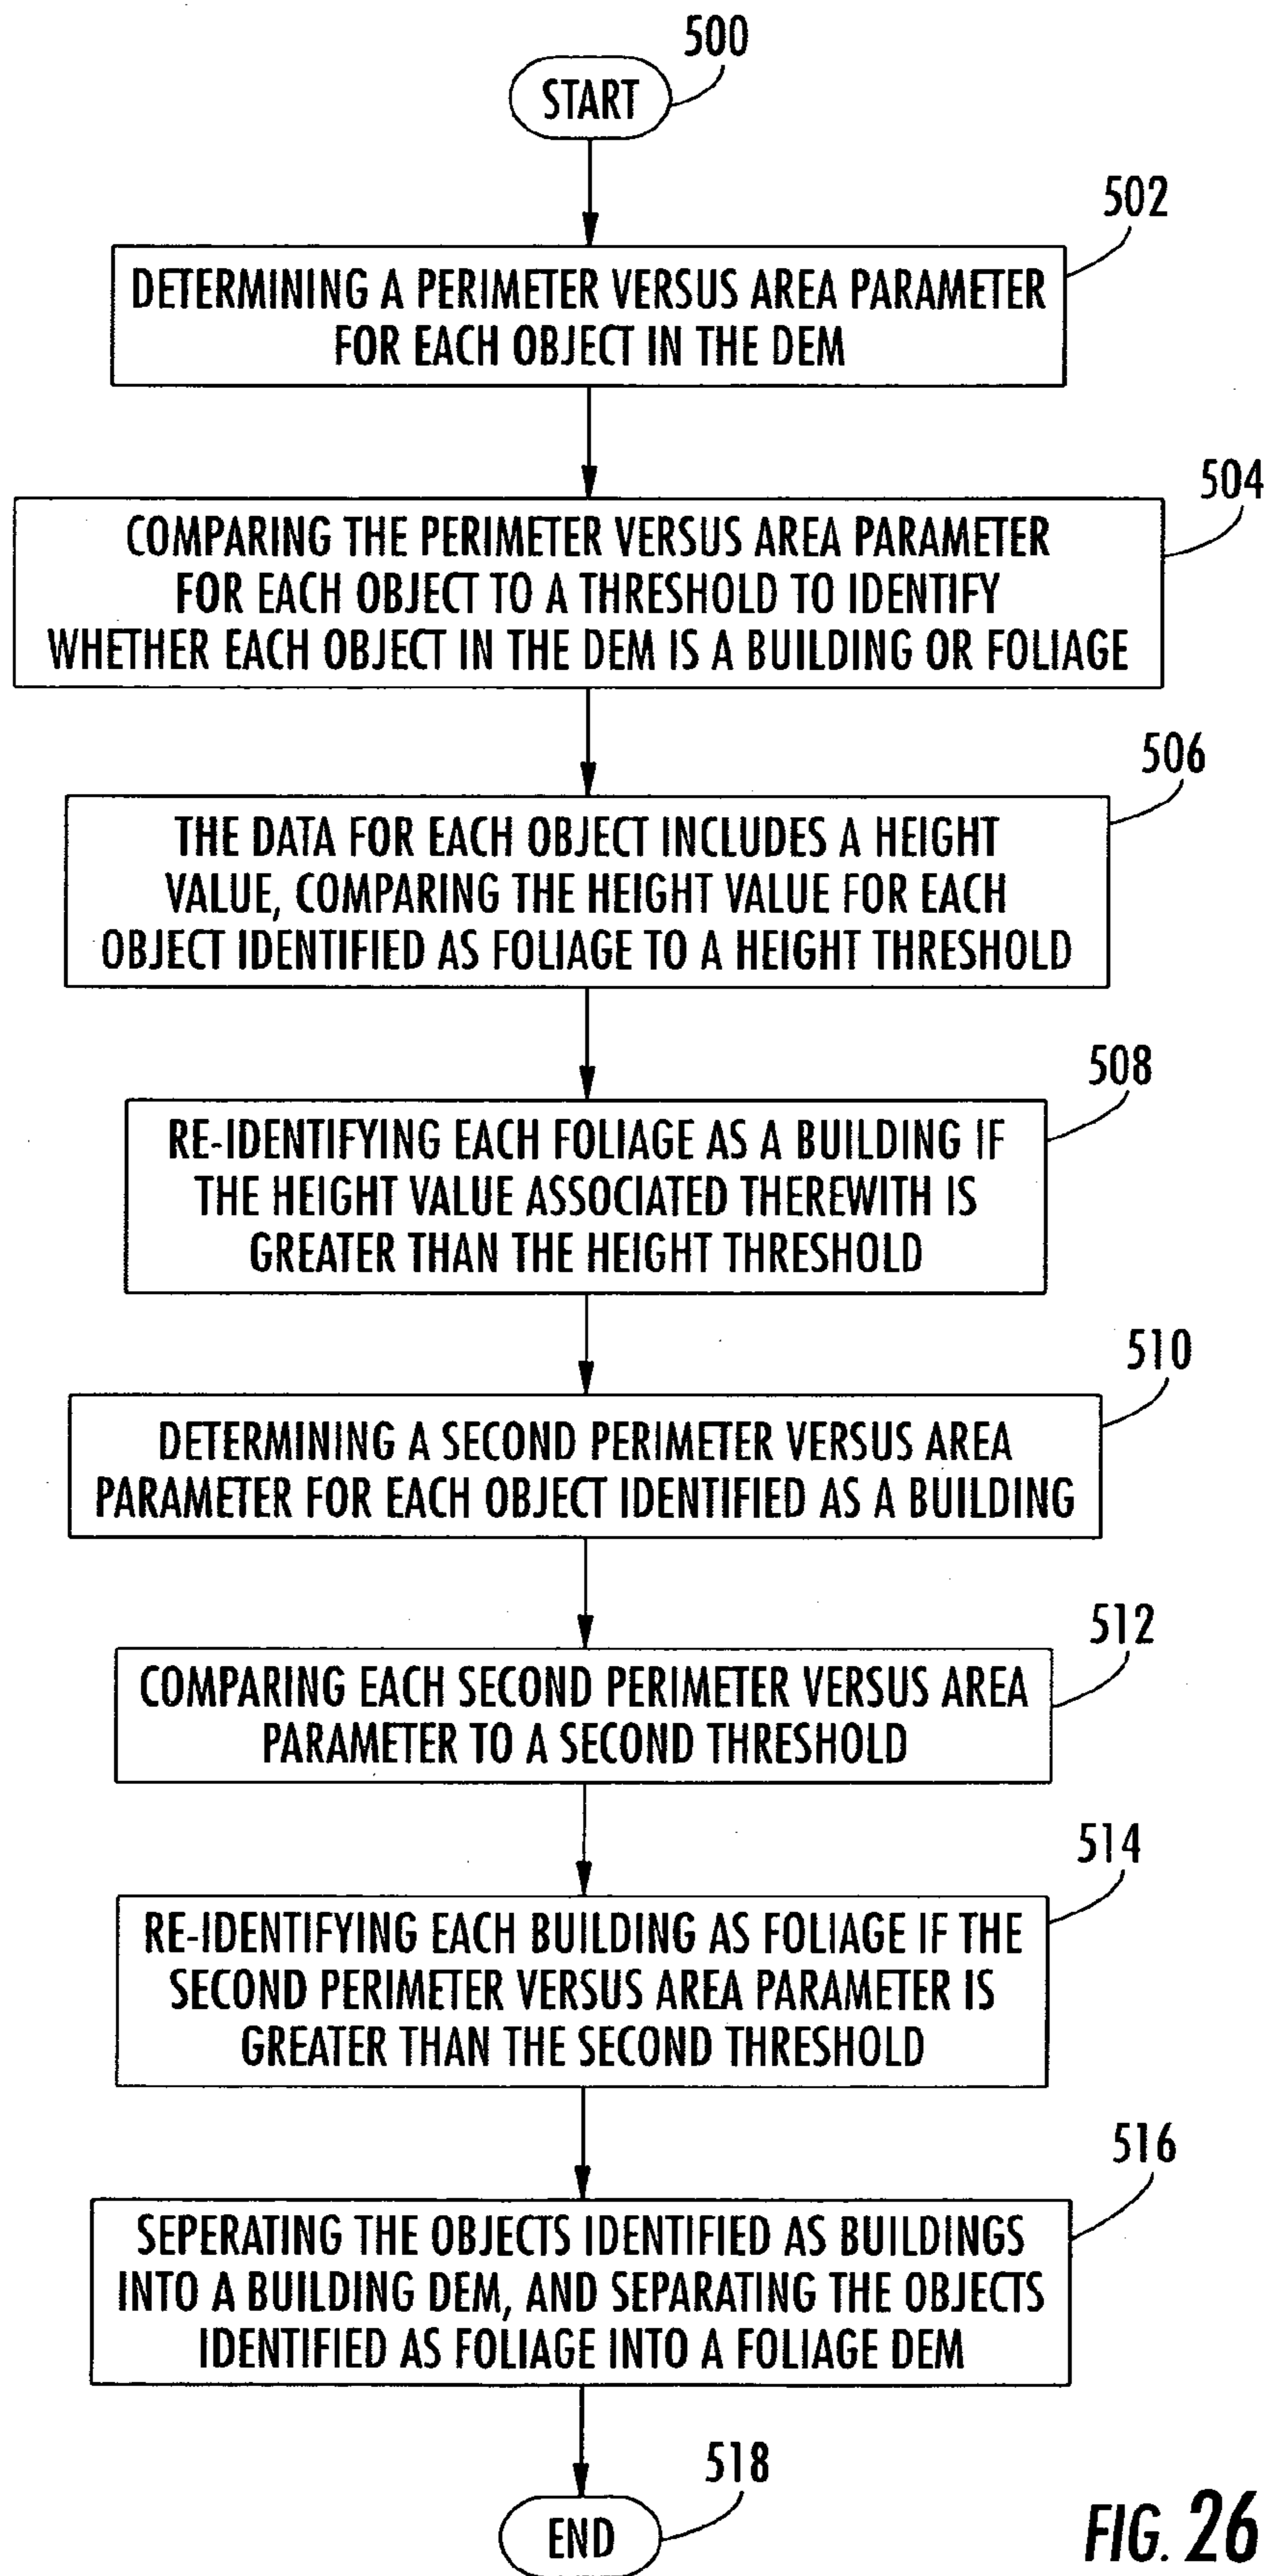 500
START
502
DETERMINING A PERIMETER VERSUS AREA PARAMETER
FOR EACH OBJECT IN THE DEM
504
COMPARING THE PERIMETER VERSUS AREA PARAMETER
FOR EACH OBJECT TO A THRESHOLD TO IDENTIFY
WHETHER EACH OBJECT IN THE DEM IS A BUILDING OR FOLIAGE
506
THE DATA FOR EACH OBJECT INCLUDES A HEIGHT
VALUE, COMPARING THE HEIGHT VALUE FOR EACH
OBJECT IDENTIFIED AS FOLIAGE TO A HEIGHT THRESHOLD
508
RE-IDENTIFYING EACH FOLIAGE AS A BUILDING IF
THE HEIGHT VALUE ASSOCIATED THEREWITH IS
GREATER THAN THE HEIGHT THRESHOLD
510
DETERMINING A SECOND PERIMETER VERSUS AREA
PARAMETER FOR EACH OBJECT IDENTIFIED AS A BUILDING
512
COMPARING EACH SECOND PERIMETER VERSUS AREA
PARAMETER TO A SECOND THRESHOLD
514
RE-IDENTIFYING EACH BUILDING AS FOLIAGE IF THE
SECOND PERIMETER VERSUS AREA PARAMETER IS
GREATER THAN THE SECOND THRESHOLD
516
SEPERATING THE OBJECTS IDENTIFIED AS BUILDINGS
INTO A BUILDING DEM, AND SEPARATING THE OBJECTS
IDENTIFIED AS FOLIAGE INTO A FOLIAGE DEM
518
END
FIG. 26